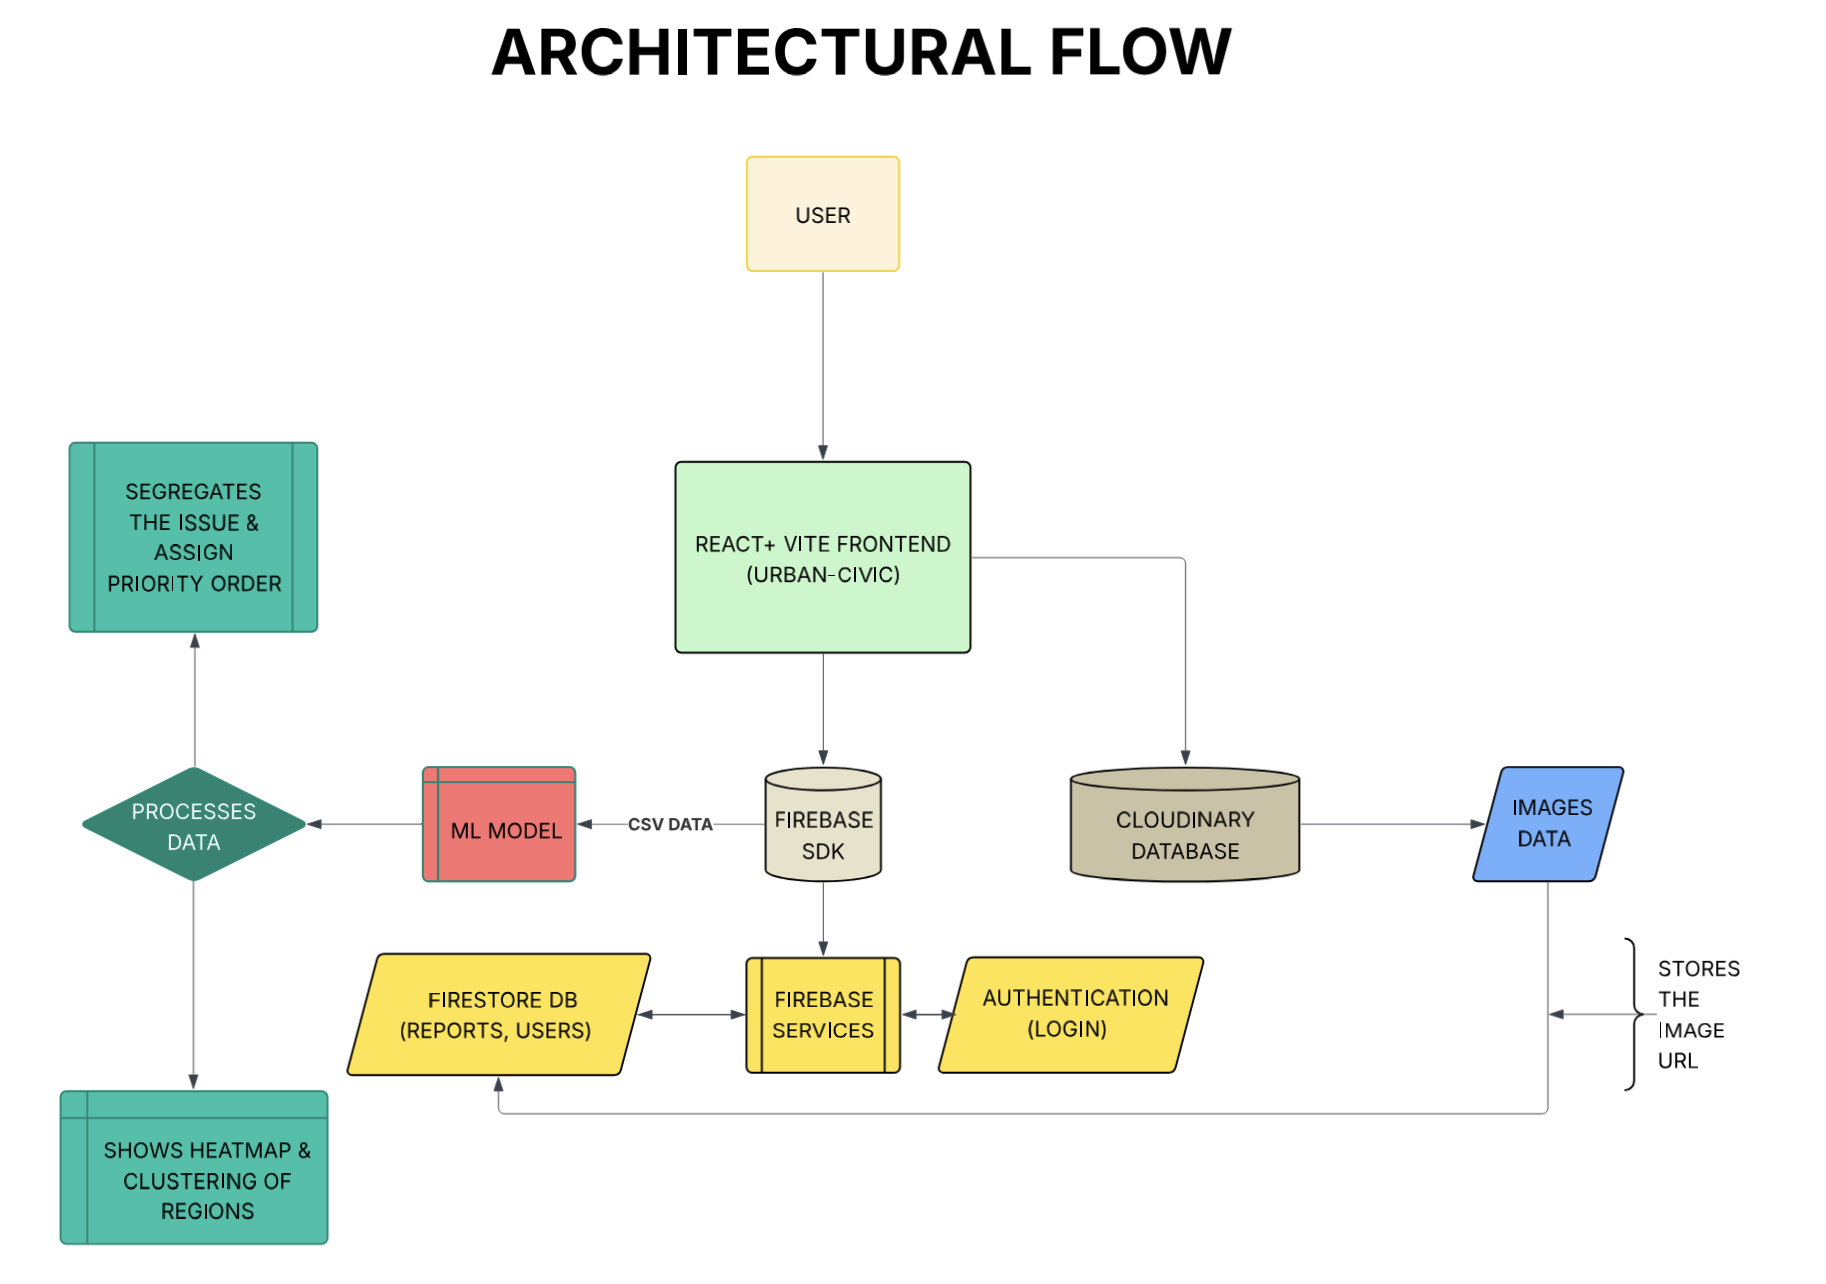 ARCHITECTURAL FLOW
USER
SEGREGATES
THE ISSUE &
ASSIGN
PRIORITY ORDER
REACT+ VITE FRONTEND
(URBAN-CIVIC)
PROCESSES
DATA
ML MODEL
CSV DATA
FIREBASE
SDK
CLOUDINARY
DATABASE
IMAGES
DATA
FIRESTORE DB
(REPORTS, USERS)
FIREBASE
SERVICES
AUTHENTICATION
(LOGIN)
STORES
THE
IMAGE
URL
SHOWS HEATMAP &
CLUSTERING OF
REGIONS